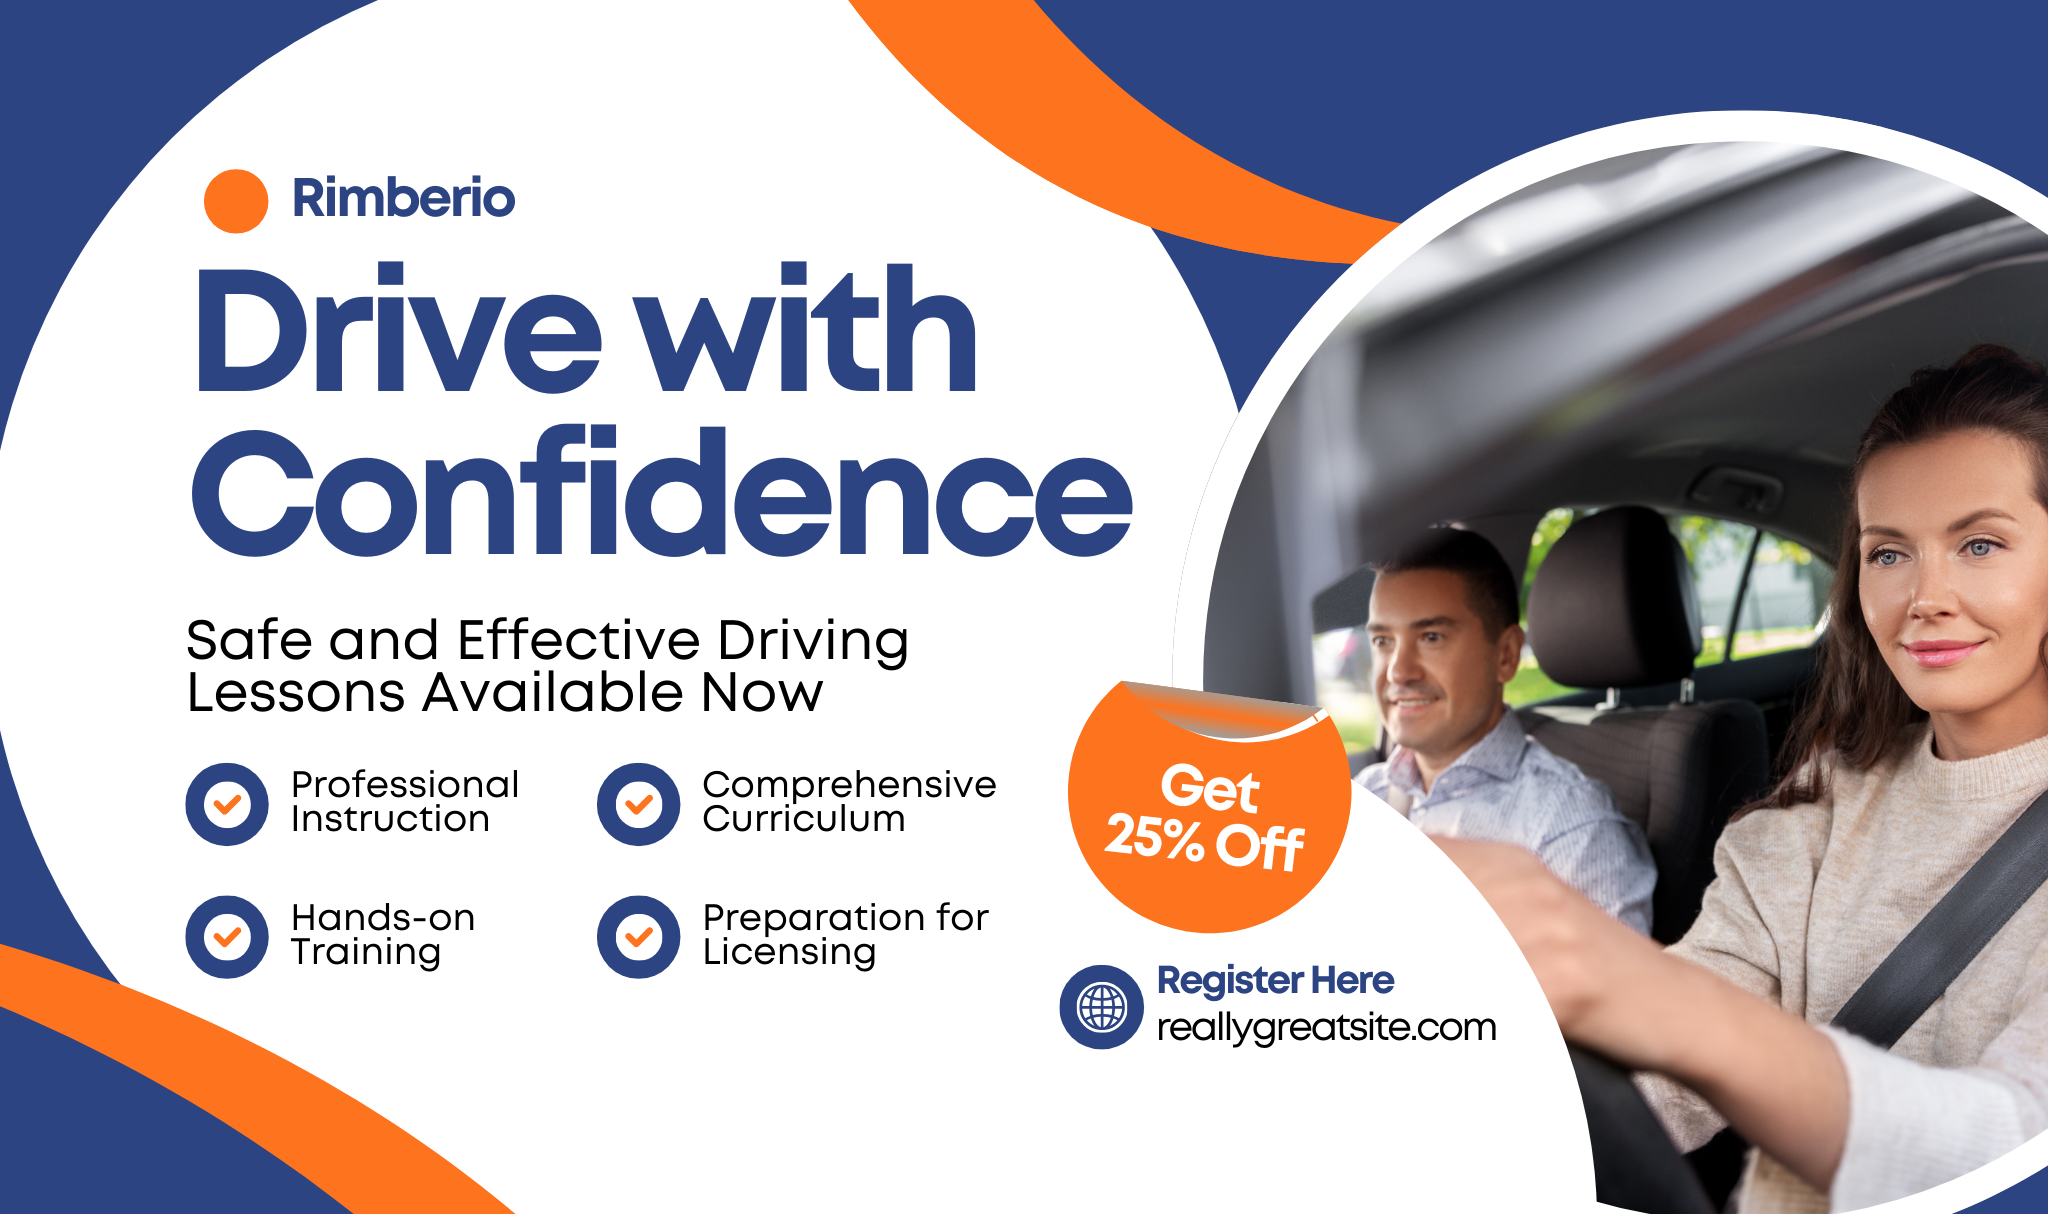 Rimberio
Drive with
Confidence
Safe and Effective Driving
Lessons Available Now
Professional
Instruction
Comprehensive
Curriculum
Hands-on
Training
Preparation for
Licensing
Get
25% Off
Register Here
reallygreatsite.com